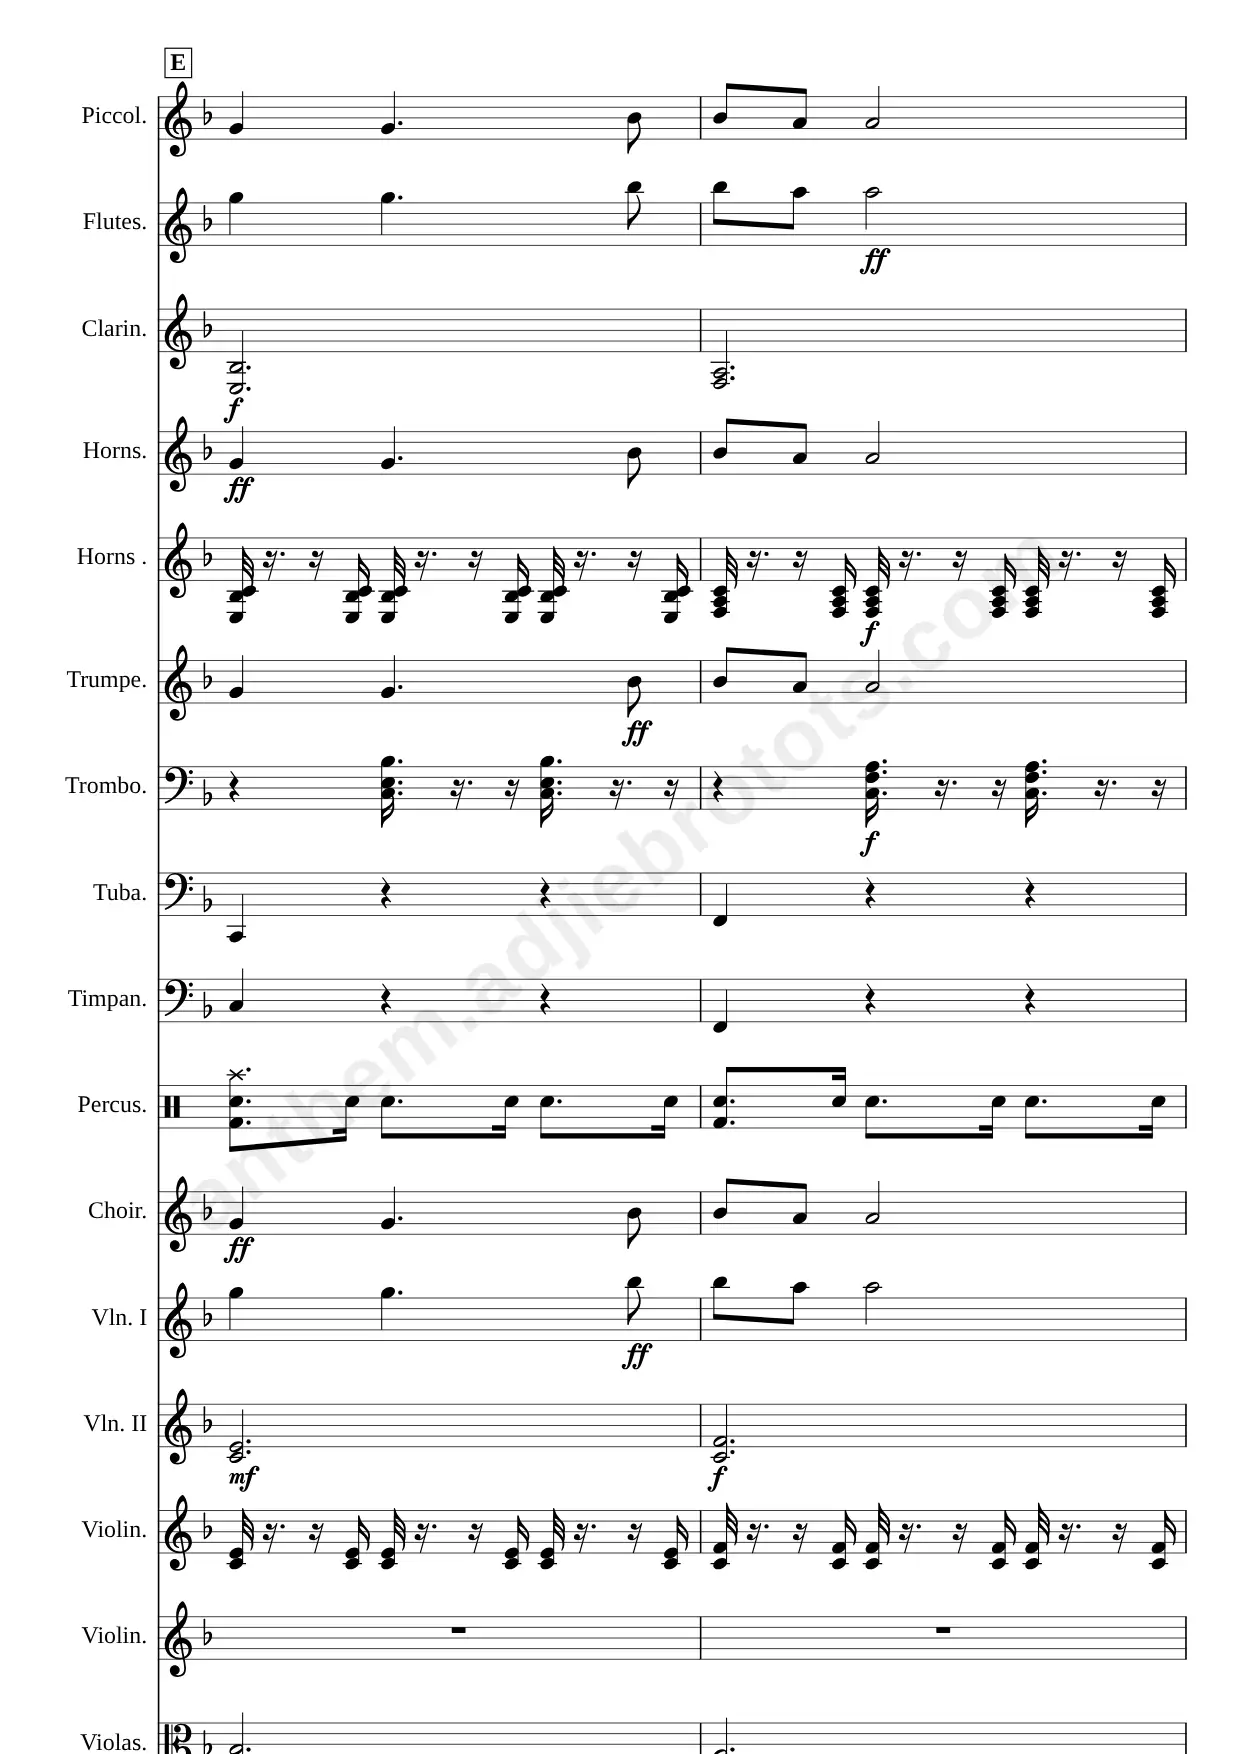 E
Piccol.
Flutes.
ff
Clarin.
f
Horns.
ff
Horns .
f
Trumpe.
ff
Trombo.
f
Tuba.
Timpan.
Percus.
Choir.
ff
Vln. I
ff
Vln. II
mf
f
Violin.
Violin.
Violas.
anthem.adjiebrotots.com